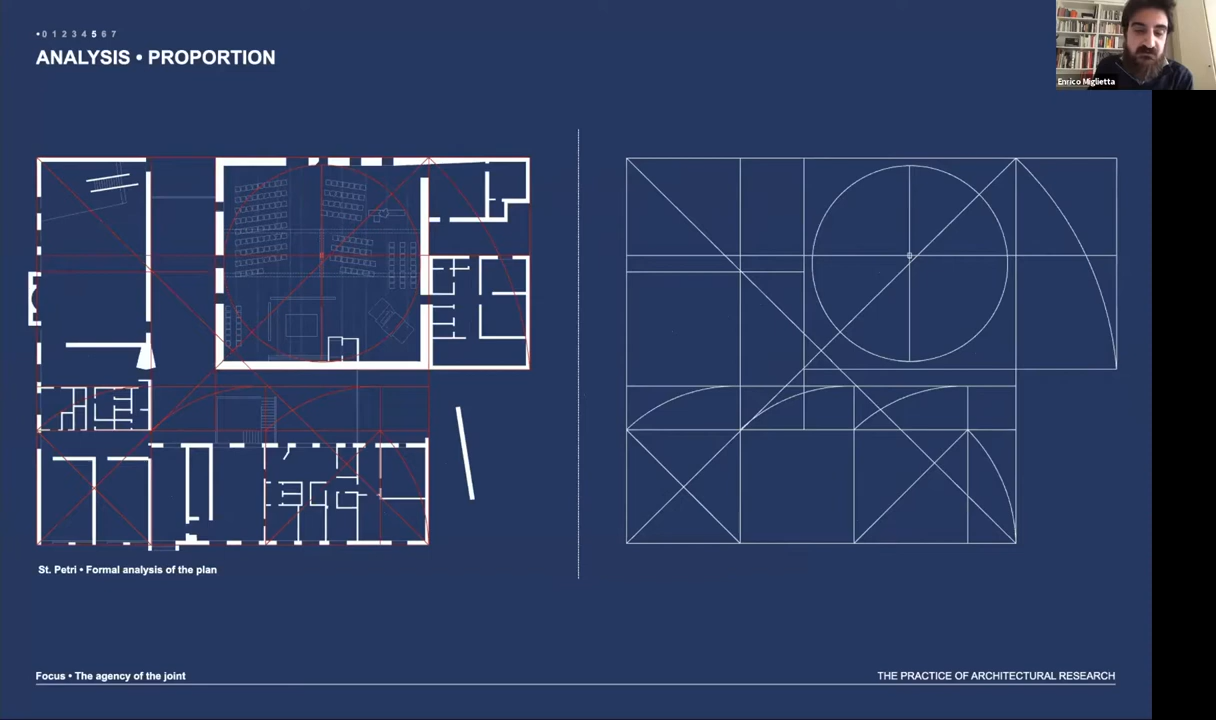 •0 1 2 3 4 5 6 7
ANALYSIS • PROPORTION
Enrico Miglietta
St. Petri • Formal analysis of the plan
Focus • The agency of the joint
THE PRACTICE OF ARCHITECTURAL RESEARCH